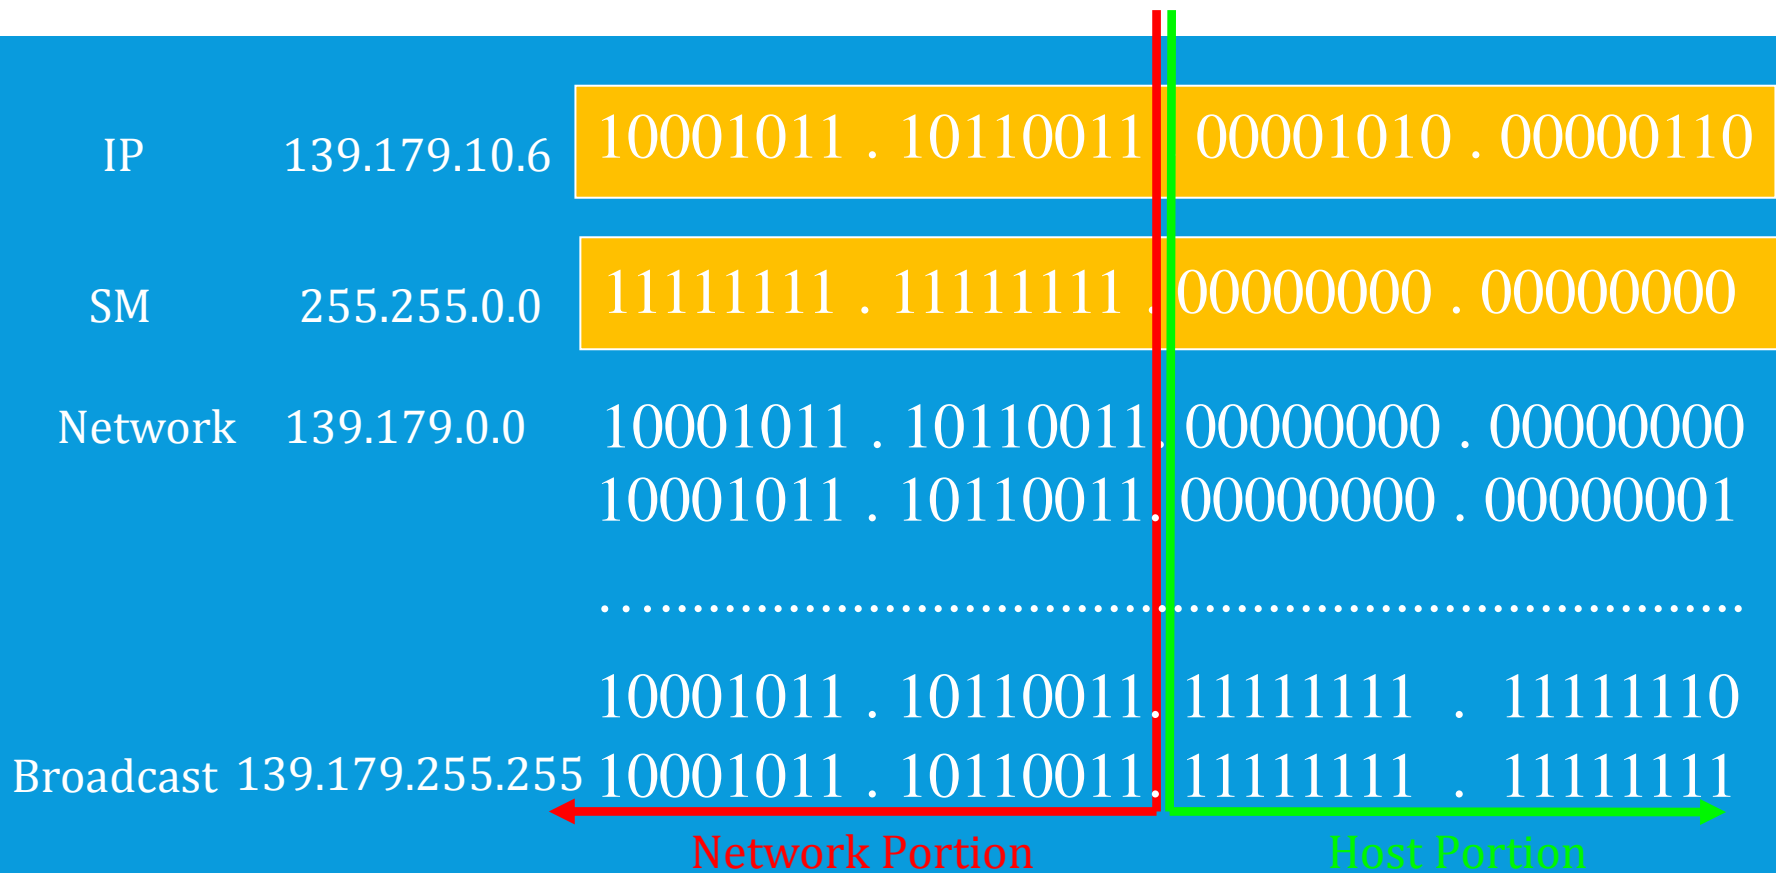 IP 139.179.10.6 10001011 . 10110011 00001010 . 00000110
SM 255.255.0.0 11111111 . 11111111 . 00000000 . 00000000
Network 139.179.0.0 10001011 . 10110011. 00000000 . 00000000
10001011 . 10110011. 00000000 . 00000001
……………………………………………………………
10001011 . 10110011. 11111111 . 11111110
Broadcast 139.179.255.255 10001011 . 10110011. 11111111 . 11111111
Network Portion Host Portion